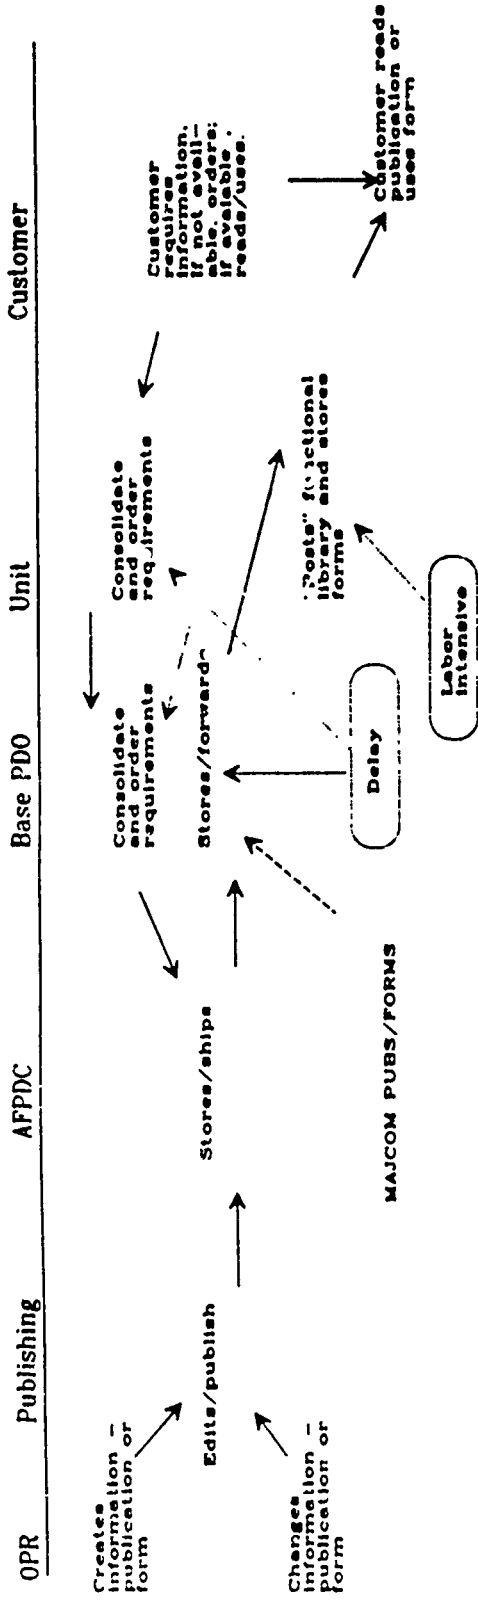 OPR
Publishing
AFPDC
Base PDO
Unit
Customer
Creates
information -
publication or
form
Changes
information -
publication or
form
Edits/publish
Stores/ships
MAJCOM PUBS/FORMS
Consolidate
and order
requirements
Stores/forwards
Delay
Consolidate
and order
requirements
"Posts" functional
library and stores
forms
Labor
intensive
Customer
requires
information.
If not avail-
able, orders;
if available,
reads/uses.
Customer reads
publication or
uses form